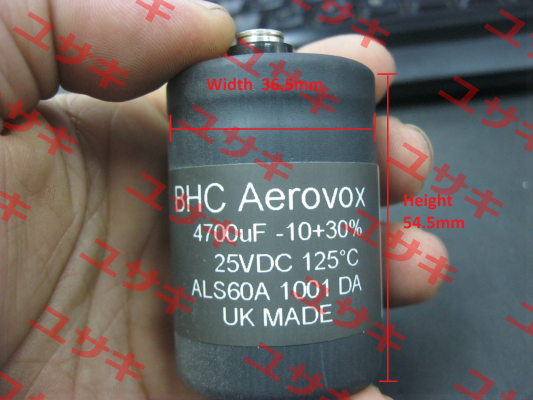 ユサキ
Width 36.5mm
BHC Aerovox
4700uF -10+30%
25VDC 125°C
ALS60A 1001 DA
UK MADE
Height
54.5mm